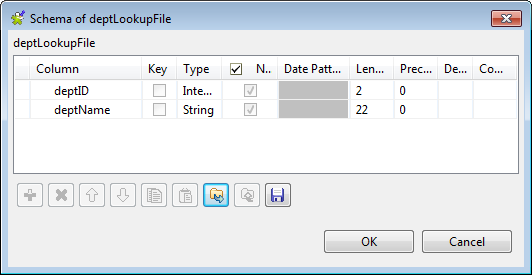 Schema of deptLookupFile
deptLookupFile
Column Key Type N.. Date Patt... Len... Prec... De... Co...
deptID Inte... 2 0
deptName String 22 0
OK Cancel